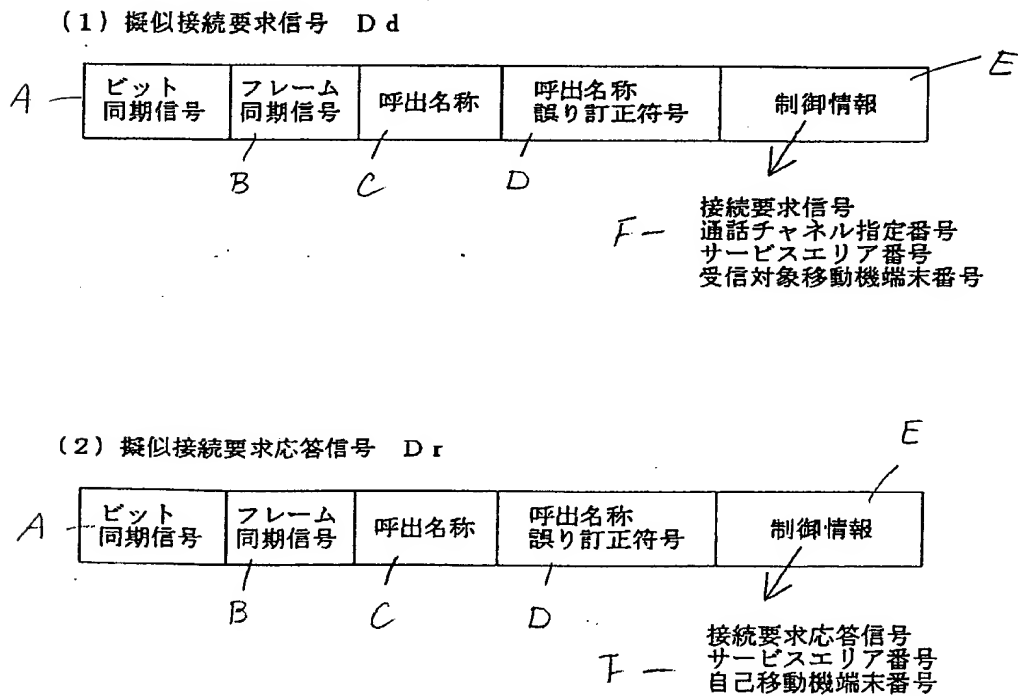 (1) 擬似接続要求信号 Dd
A
ビット
同期信号
フレーム
同期信号
呼出名称
呼出名称
誤り訂正符号
制御情報
E
B
C
D
F
接続要求信号
通話チャネル指定番号
サービスエリア番号
受信対象移動機端末番号
(2) 擬似接続要求応答信号 Dr
E
A
ビット
同期信号
フレーム
同期信号
呼出名称
呼出名称
誤り訂正符号
制御情報
B
C
D
F
接続要求応答信号
サービスエリア番号
自己移動機端末番号